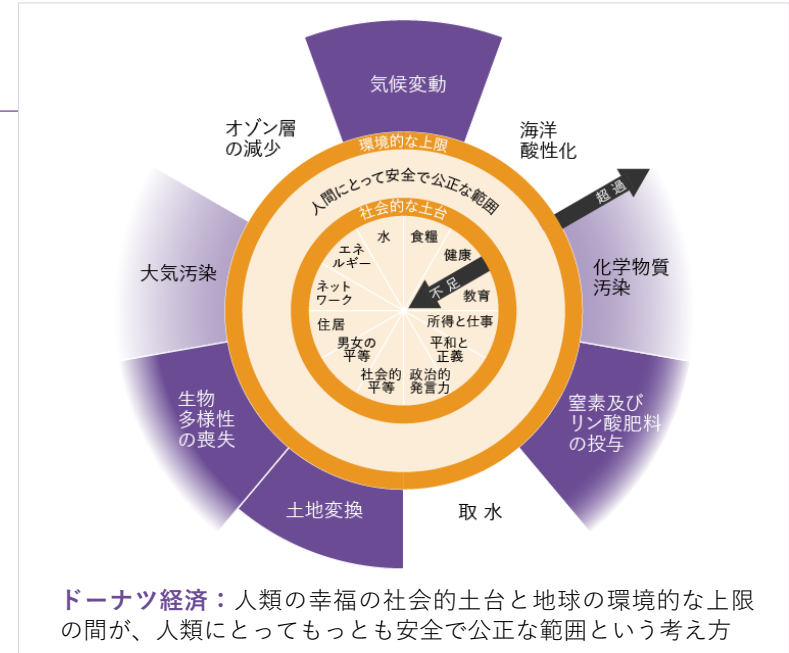 気候変動
オゾン層
の減少
海洋
酸性化
環境的な上限
人間にとって安全で公正な範囲
社会的な土台
超過
水
食糧
エネ
ルギー
健康
不足
ネット
ワーク
教育
住居
所得と仕事
男女の
平等
平和と
正義
社会的
平等
政治的
発言力
大気汚染
化学物質
汚染
生物
多様性
の喪失
窒素及び
リン酸肥料
の投与
土地変換
取水
ドーナツ経済：人類の幸福の社会的土台と地球の環境的な上限
の間が、人類にとってもっとも安全で公正な範囲という考え方